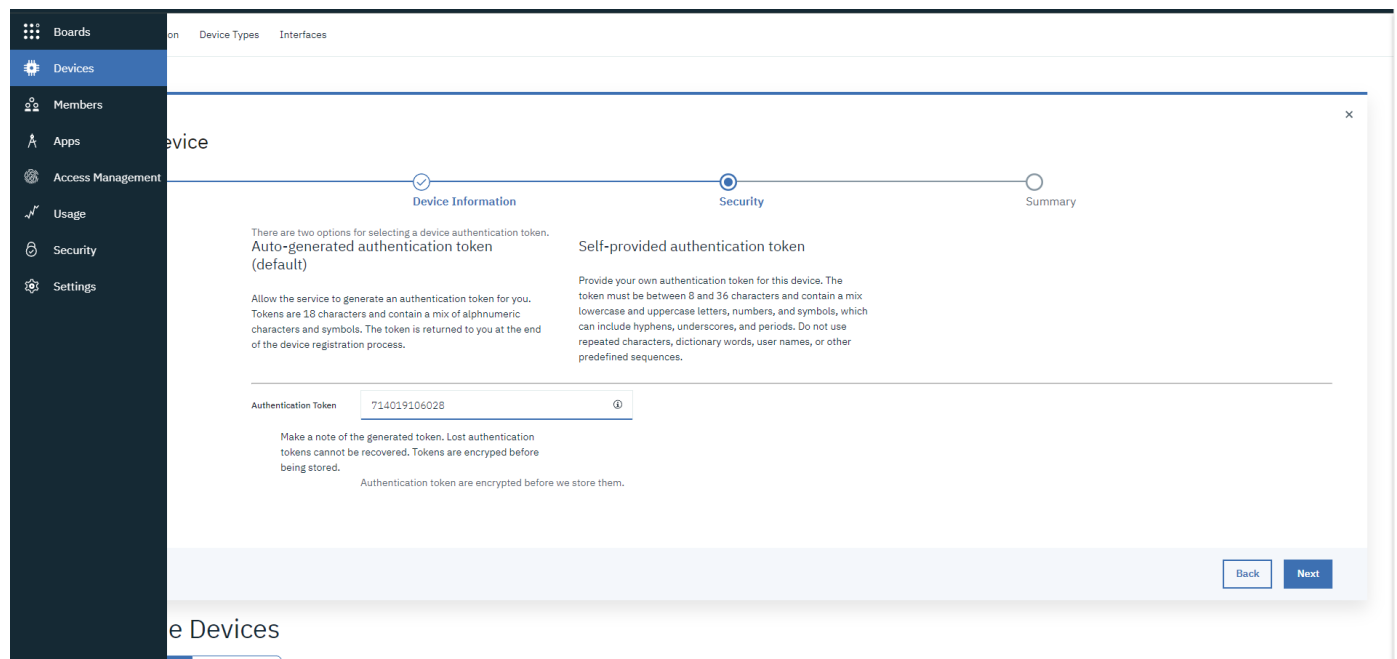 Boards
on Device Types Interfaces
Devices
Members
Apps
evice
Access Management
Device Information
Security
Summary
Usage
Security
Settings
There are two options for selecting a device authentication token.
Auto-generated authentication token
(default)
Allow the service to generate an authentication token for you.
Tokens are 18 characters and contain a mix of alphnumeric
characters and symbols. The token is returned to you at the end
of the device registration process.
Self-provided authentication token
Provide your own authentication token for this device. The
token must be between 8 and 36 characters and contain a mix
lowercase and uppercase letters, numbers, and symbols, which
can include hyphens, underscores, and periods. Do not use
repeated characters, dictionary words, user names, or other
predefined sequences.
Authentication Token 714019106028
Make a note of the generated token. Lost authentication
tokens cannot be recovered. Tokens are encryped before
being stored.
Authentication token are encrypted before we store them.
Back Next
e Devices